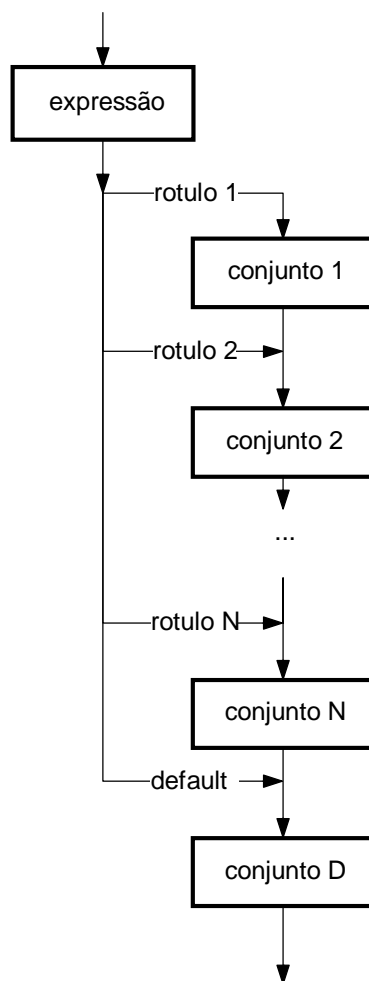 expressão
rotulo 1
conjunto 1
rotulo 2
conjunto 2
...
rotulo N
conjunto N
default
conjunto D